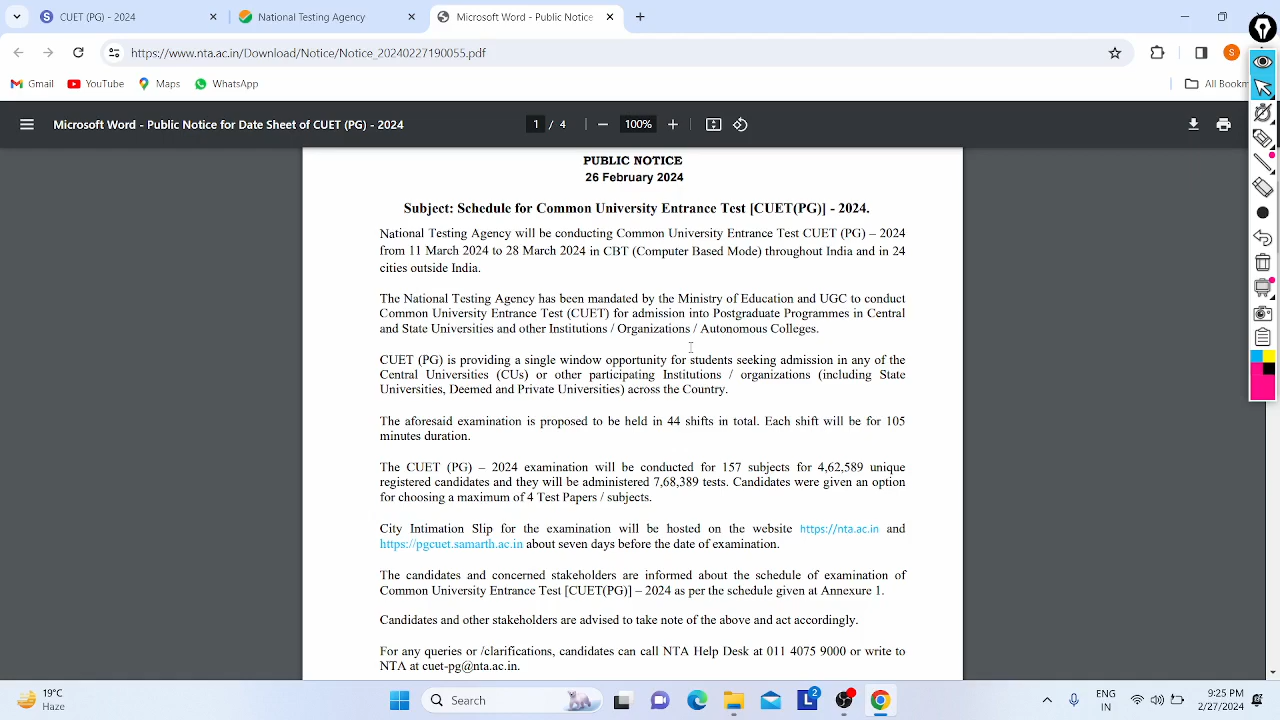 CUET (PG) - 2024
National Testing Agency
Microsoft Word - Public Notice
https://www.nta.ac.in/Download/Notice/Notice_20240227190055.pdf
S
Gmail
YouTube
Maps
WhatsApp
All Bookm
Microsoft Word - Public Notice for Date Sheet of CUET (PG) - 2024
1 / 4
100%
PUBLIC NOTICE
26 February 2024
Subject: Schedule for Common University Entrance Test [CUET(PG)] - 2024.
National Testing Agency will be conducting Common University Entrance Test CUET (PG) – 2024
from 11 March 2024 to 28 March 2024 in CBT (Computer Based Mode) throughout India and in 24
cities outside India.
The National Testing Agency has been mandated by the Ministry of Education and UGC to conduct
Common University Entrance Test (CUET) for admission into Postgraduate Programmes in Central
and State Universities and other Institutions / Organizations / Autonomous Colleges.
CUET (PG) is providing a single window opportunity for students seeking admission in any of the
Central Universities (CUs) or other participating Institutions / organizations (including State
Universities, Deemed and Private Universities) across the Country.
The aforesaid examination is proposed to be held in 44 shifts in total. Each shift will be for 105
minutes duration.
The CUET (PG) – 2024 examination will be conducted for 157 subjects for 4,62,589 unique
registered candidates and they will be administered 7,68,389 tests. Candidates were given an option
for choosing a maximum of 4 Test Papers / subjects.
City Intimation Slip for the examination will be hosted on the website https://nta.ac.in and
https://pgcuet.samarth.ac.in about seven days before the date of examination.
The candidates and concerned stakeholders are informed about the schedule of examination of
Common University Entrance Test [CUET(PG)] – 2024 as per the schedule given at Annexure 1.
Candidates and other stakeholders are advised to take note of the above and act accordingly.
For any queries or /clarifications, candidates can call NTA Help Desk at 011 4075 9000 or write to
NTA at cuet-pg@nta.ac.in.
19°C
Haze
Search
L
2
ENG
IN
9:25 PM
2/27/2024